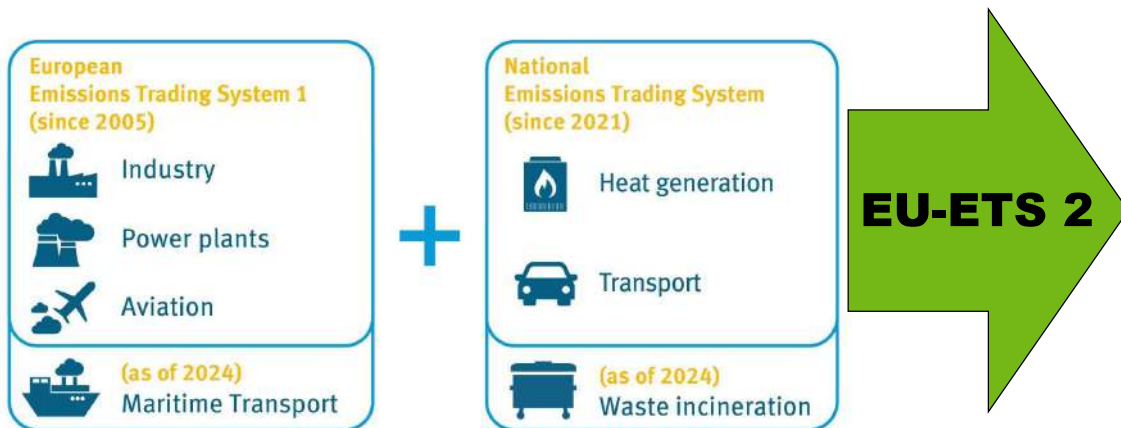 European
Emissions Trading System 1
(since 2005)
Industry
Power plants
Aviation
(as of 2024)
Maritime Transport
National
Emissions Trading System
(since 2021)
Heat generation
Transport
(as of 2024)
Waste incineration
EU-ETS 2